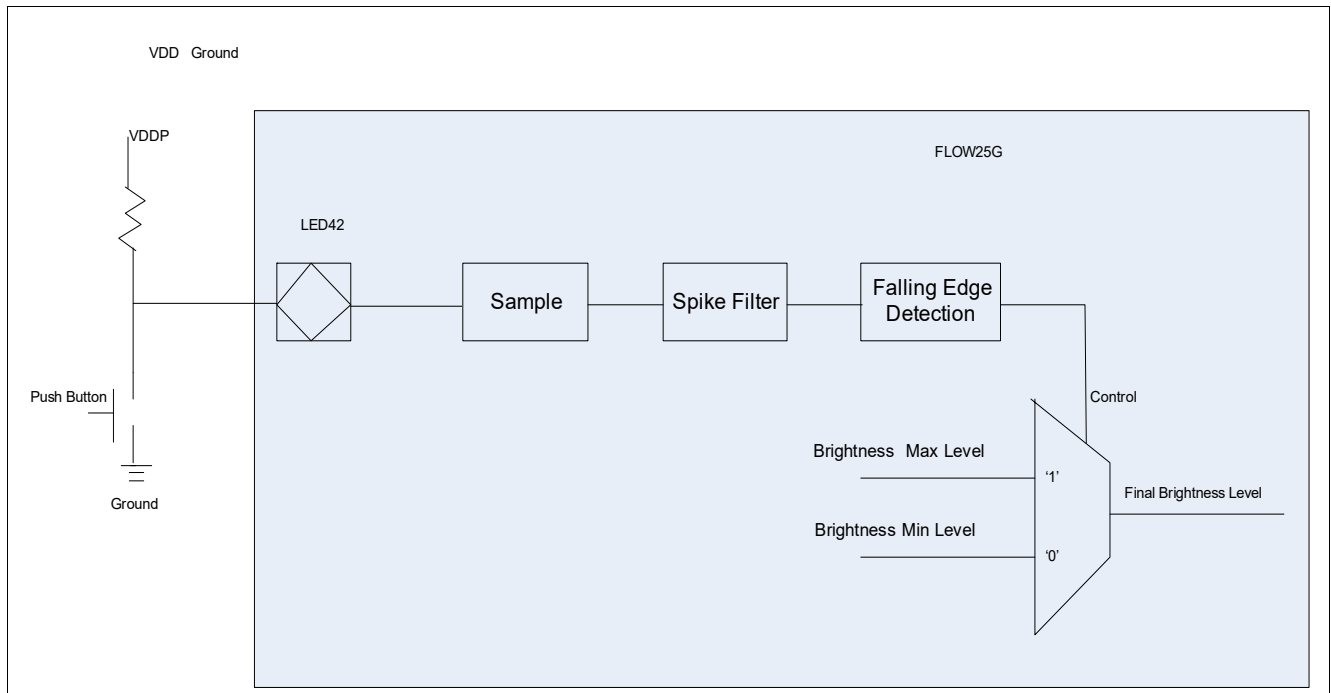 VDD Ground
VDDP
FLOW25G
LED42
Sample
Spike Filter
Falling Edge
Detection
Push Button
Control
Brightness Max Level
'1'
Final Brightness Level
Ground
Brightness Min Level
'0'